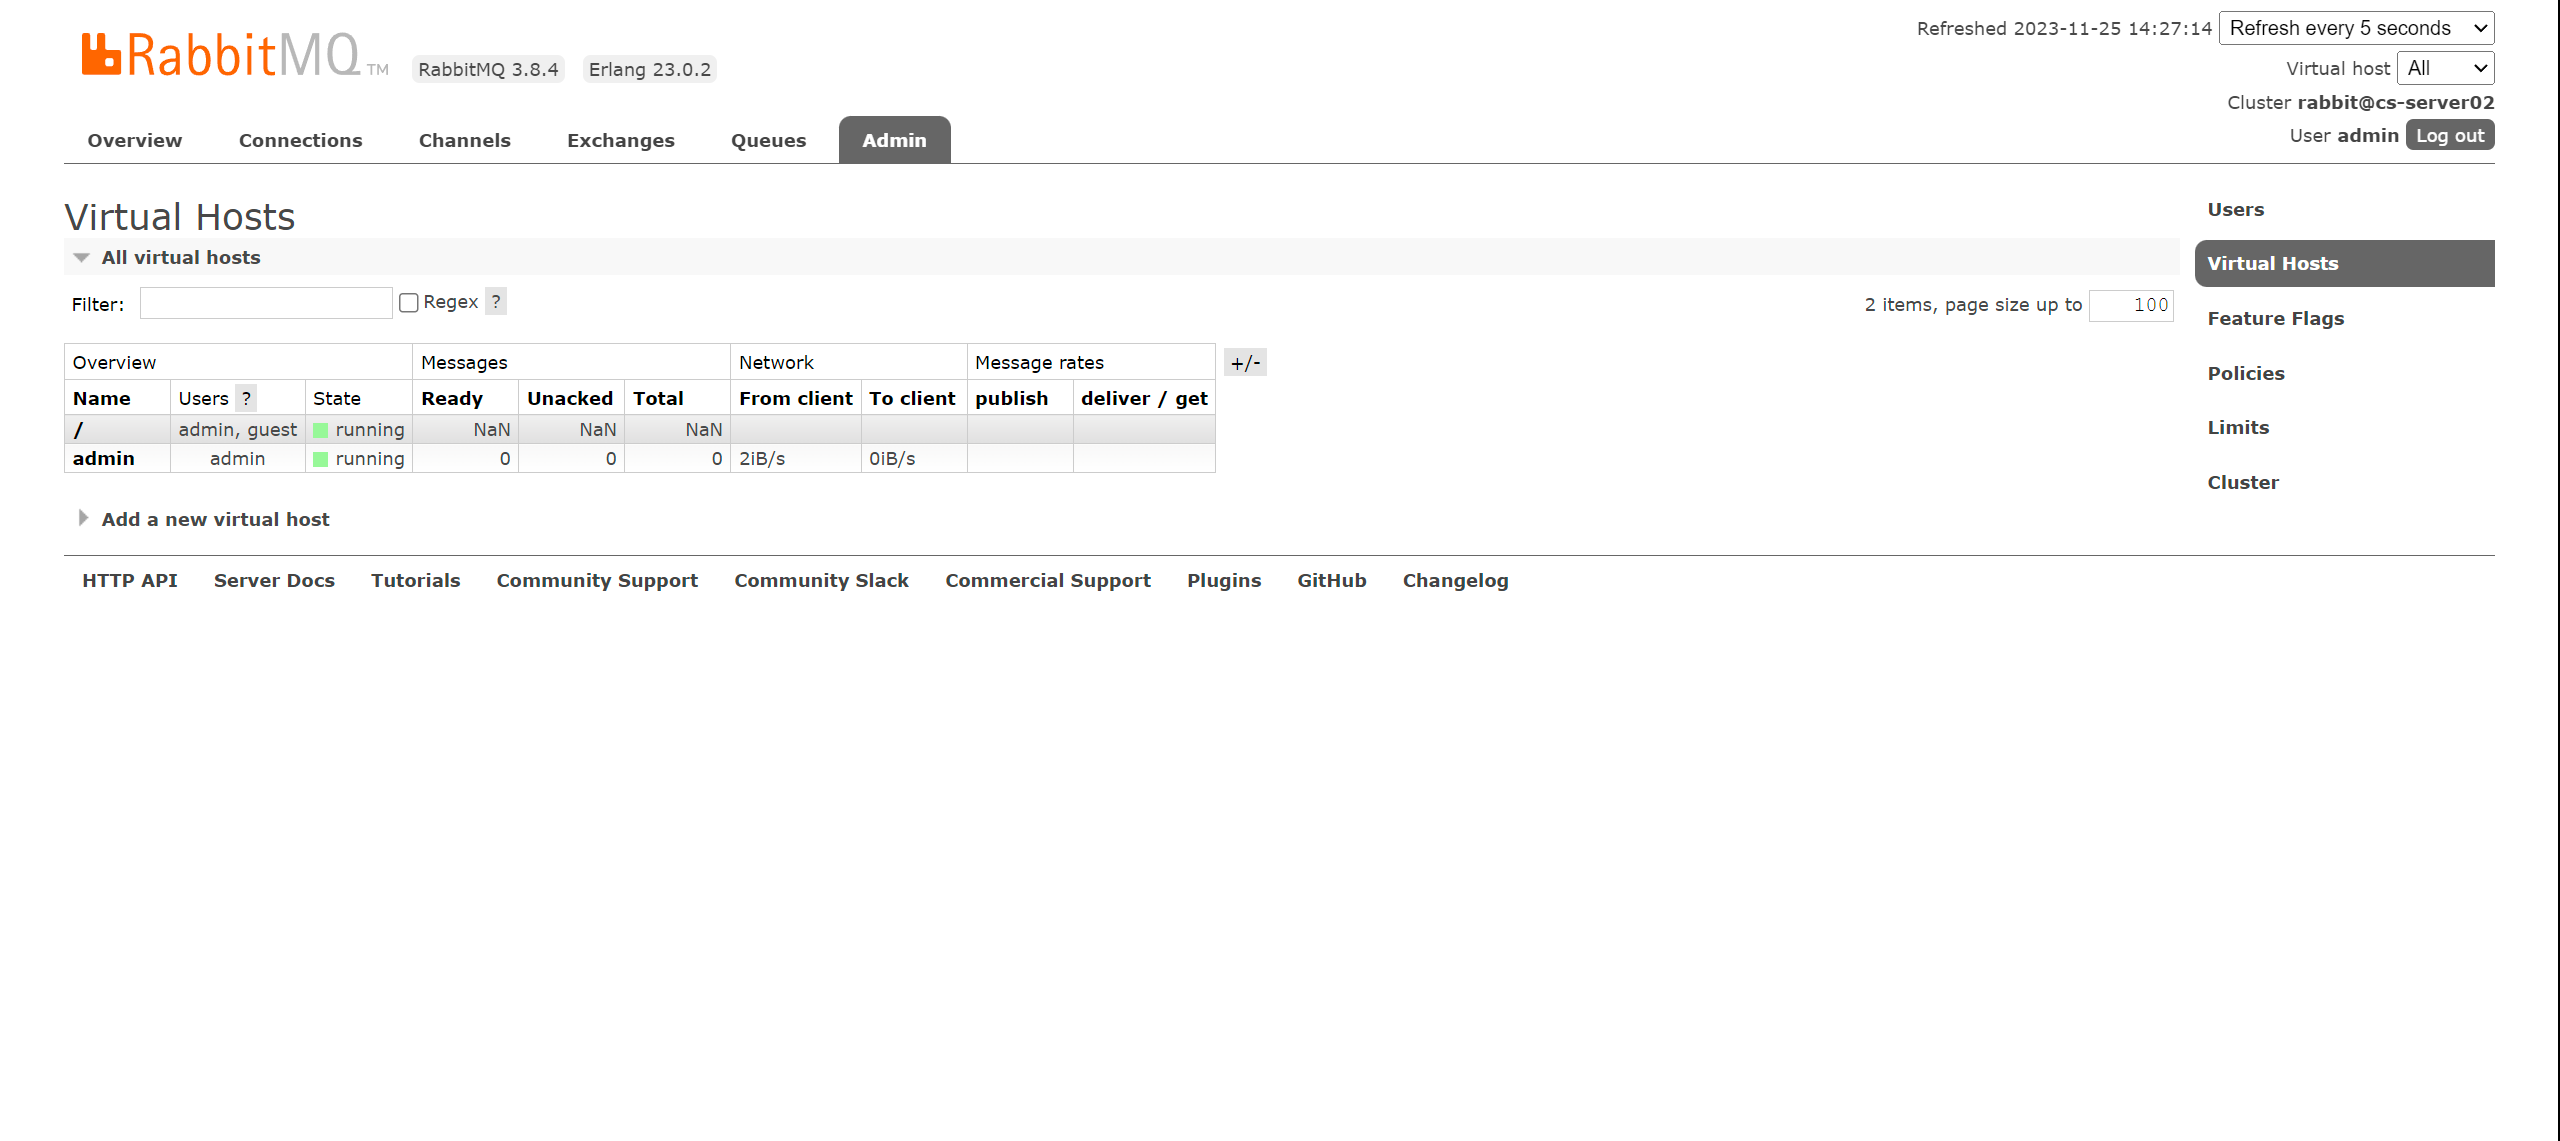 Refreshed 2023-11-25 14:27:14 Refresh every 5 seconds
RabbitMQ TM RabbitMQ 3.8.4 Erlang 23.0.2
Virtual host All
Cluster rabbit@cs-server02
User admin Log out
Overview Connections Channels Exchanges Queues Admin
Virtual Hosts
All virtual hosts
Filter: Regex ? 2 items, page size up to 100
Overview Messages Network Message rates +/-
Name Users ? State Ready Unacked Total From client To client publish deliver / get
/ admin, guest running NaN NaN NaN
admin admin running 0 0 0 2iB/s 0iB/s
Add a new virtual host
Users
Virtual Hosts
Feature Flags
Policies
Limits
Cluster
HTTP API Server Docs Tutorials Community Support Community Slack Commercial Support Plugins GitHub Changelog